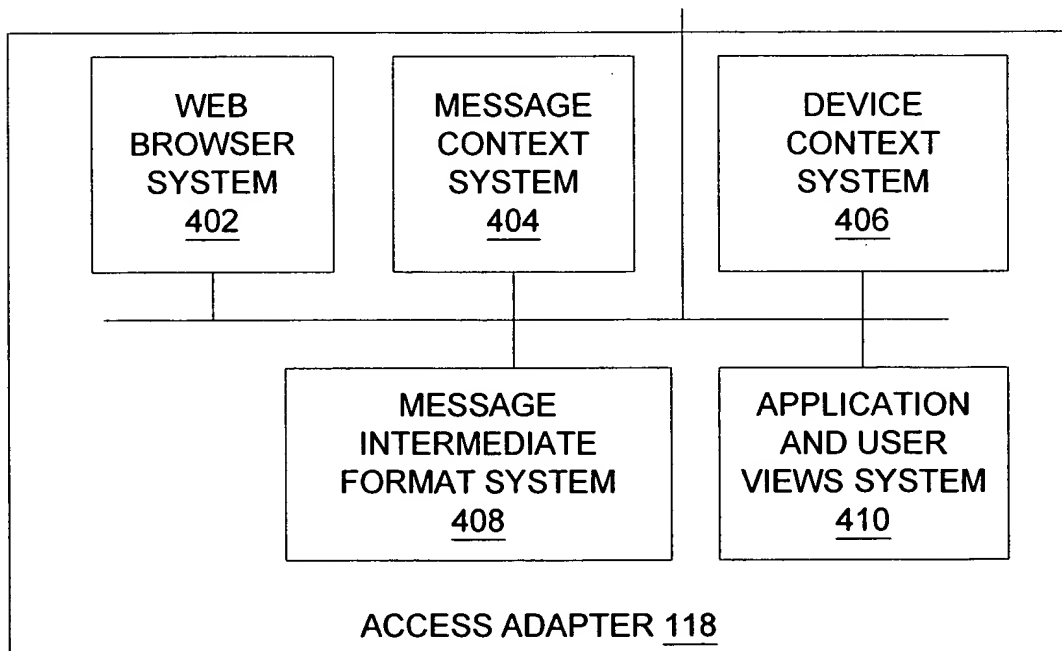 WEB
BROWSER
SYSTEM
402
MESSAGE
CONTEXT
SYSTEM
404
DEVICE
CONTEXT
SYSTEM
406
MESSAGE
INTERMEDIATE
FORMAT SYSTEM
408
APPLICATION
AND USER
VIEWS SYSTEM
410
ACCESS ADAPTER 118